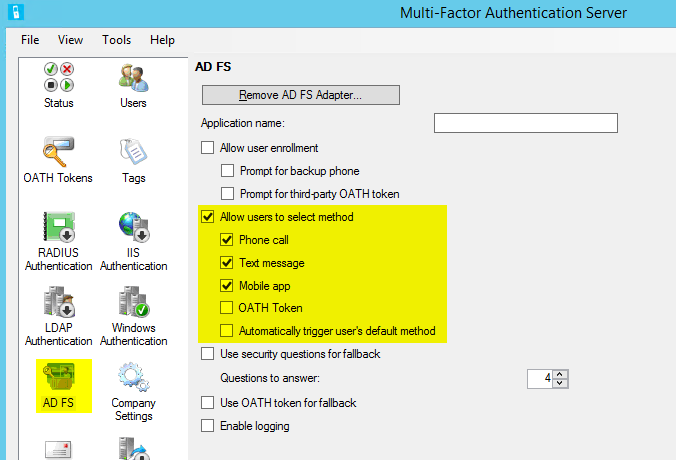 Multi-Factor Authentication Server
File View Tools Help
Status Users
OATH Tokens Tags
RADIUS Authentication IIS Authentication
LDAP Authentication Windows Authentication
AD FS Company Settings
AD FS
Remove AD FS Adapter...
Application name:
Allow user enrollment
Prompt for backup phone
Prompt for third-party OATH token
Allow users to select method
Phone call
Text message
Mobile app
OATH Token
Automatically trigger user's default method
Use security questions for fallback
Questions to answer: 4
Use OATH token for fallback
Enable logging